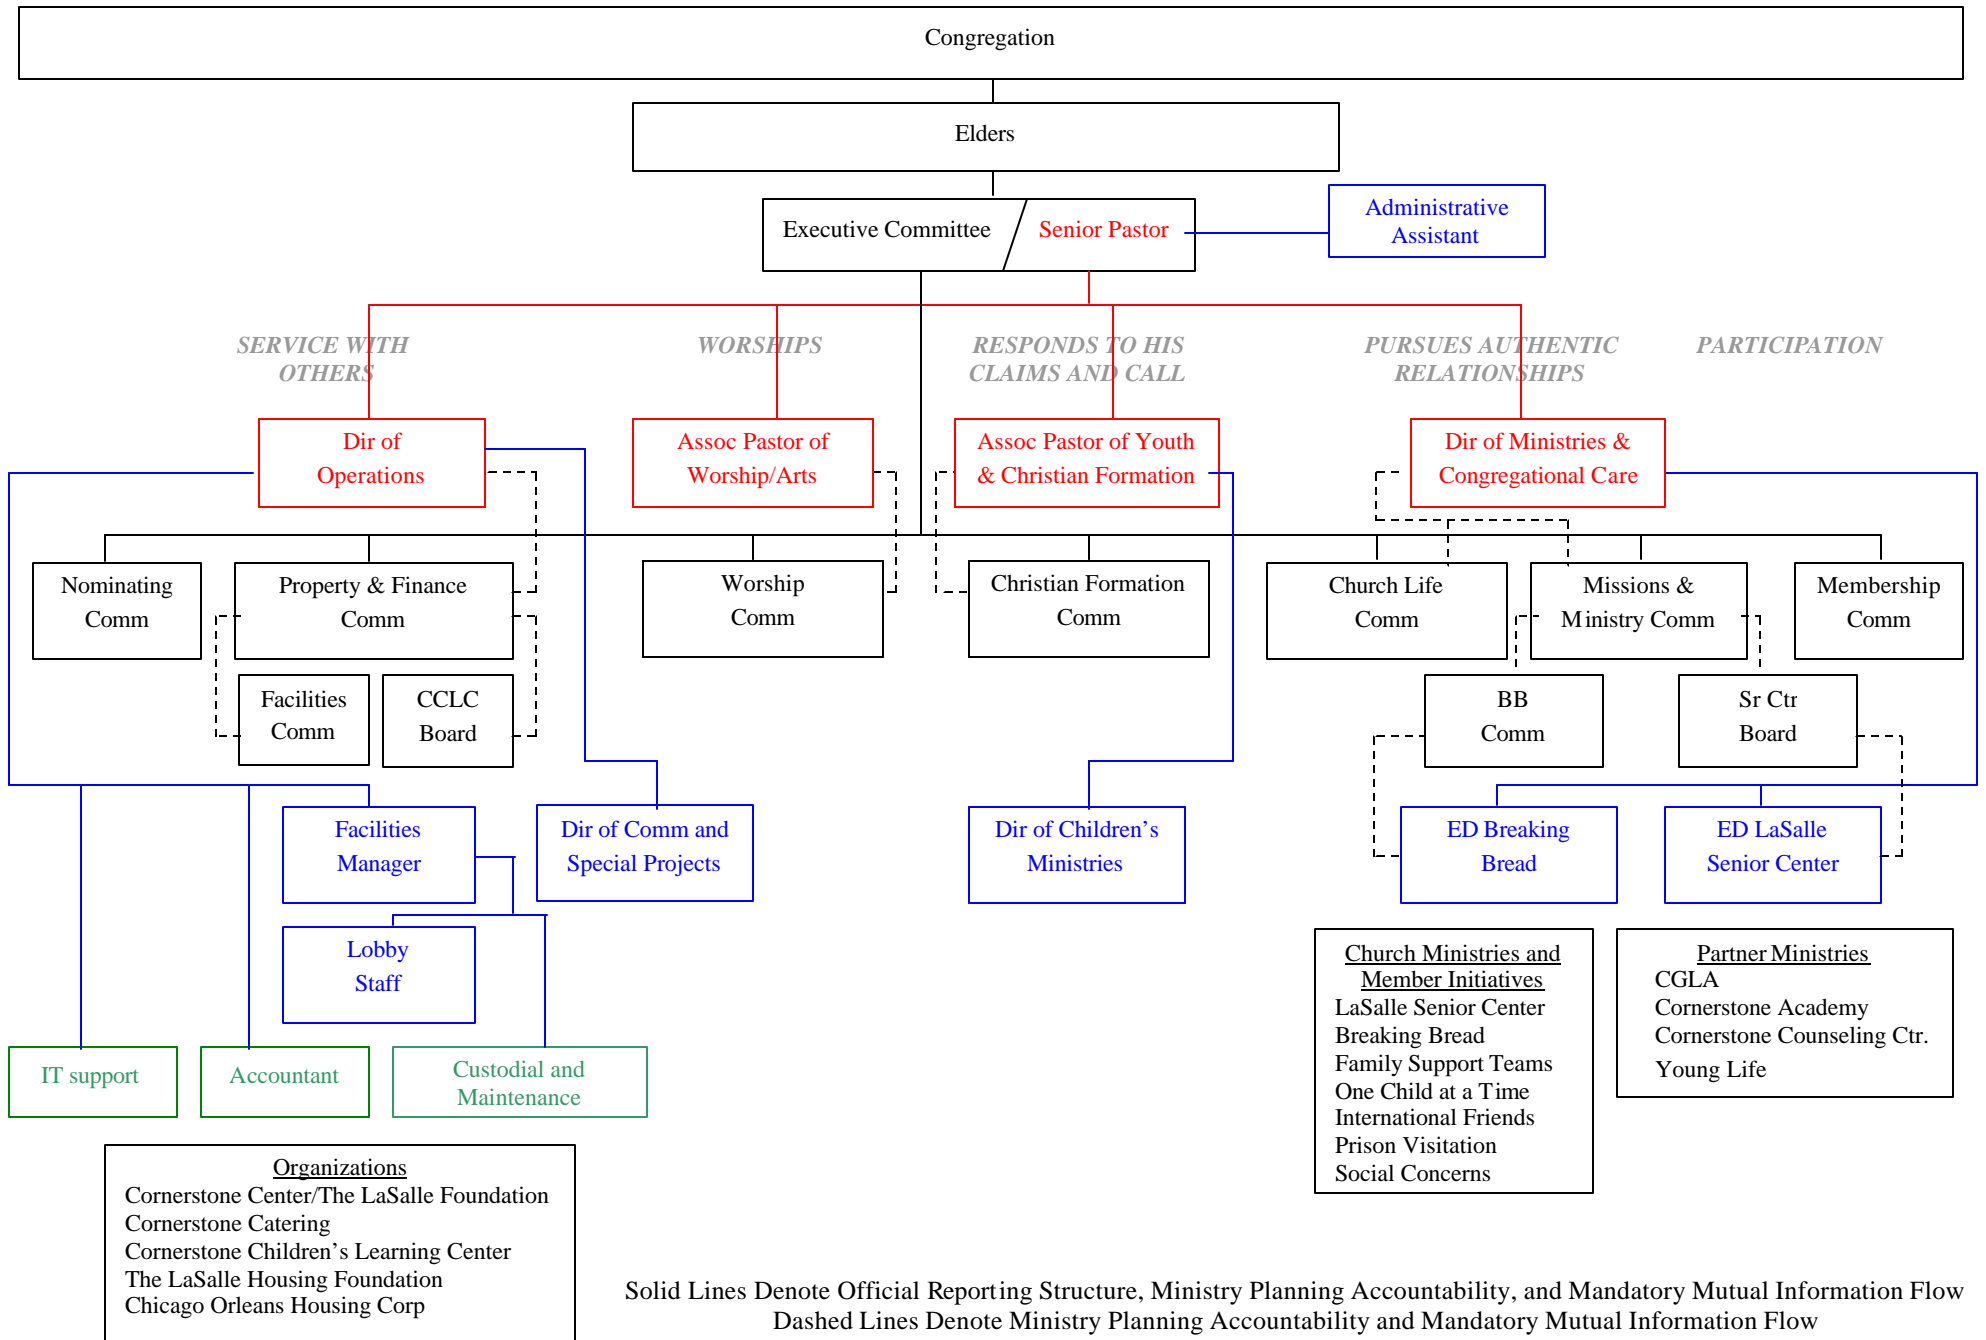 Congregation
Elders
Executive Committee
Senior Pastor
Administrative
Assistant
SERVICE WITH
OTHERS
WORSHIPS
RESPONDS TO HIS
CLAIMS AND CALL
PURSUES AUTHENTIC
RELATIONSHIPS
PARTICIPATION
Dir of
Operations
Assoc Pastor of
Worship/Arts
Assoc Pastor of Youth
& Christian Formation
Dir of Ministries &
Congregational Care
Nominating
Comm
Property & Finance
Comm
Worship
Comm
Christian Formation
Comm
Church Life
Comm
Missions &
Ministry Comm
Membership
Comm
Facilities
Comm
CCLC
Board
BB
Comm
Sr Ctr
Board
Facilities
Manager
Dir of Comm and
Special Projects
Dir of Children’s
Ministries
ED Breaking
Bread
ED LaSalle
Senior Center
Lobby
Staff
IT support
Accountant
Custodial and
Maintenance
Church Ministries and
Member Initiatives
LaSalle Senior Center
Breaking Bread
Family Support Teams
One Child at a Time
International Friends
Prison Visitation
Social Concerns
Partner Ministries
CGLA
Cornerstone Academy
Cornerstone Counseling Ctr.
Young Life
Organizations
Cornerstone Center/The LaSalle Foundation
Cornerstone Catering
Cornerstone Children’s Learning Center
The LaSalle Housing Foundation
Chicago Orleans Housing Corp
Solid Lines Denote Official Reporting Structure, Ministry Planning Accountability, and Mandatory Mutual Information Flow
Dashed Lines Denote Ministry Planning Accountability and Mandatory Mutual Information Flow